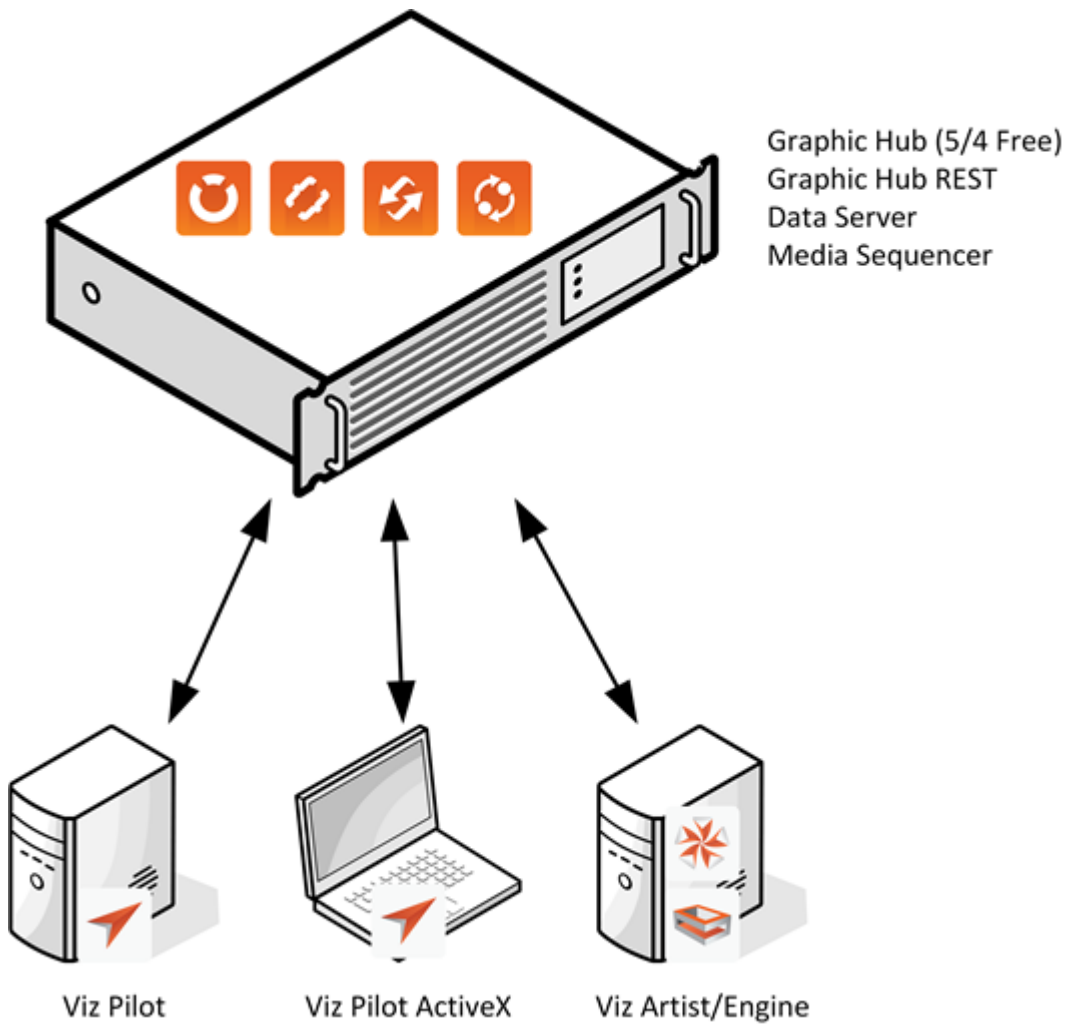 Graphic Hub (5/4 Free)
Graphic Hub REST
Data Server
Media Sequencer
Viz Pilot
Viz Pilot ActiveX
Viz Artist/Engine